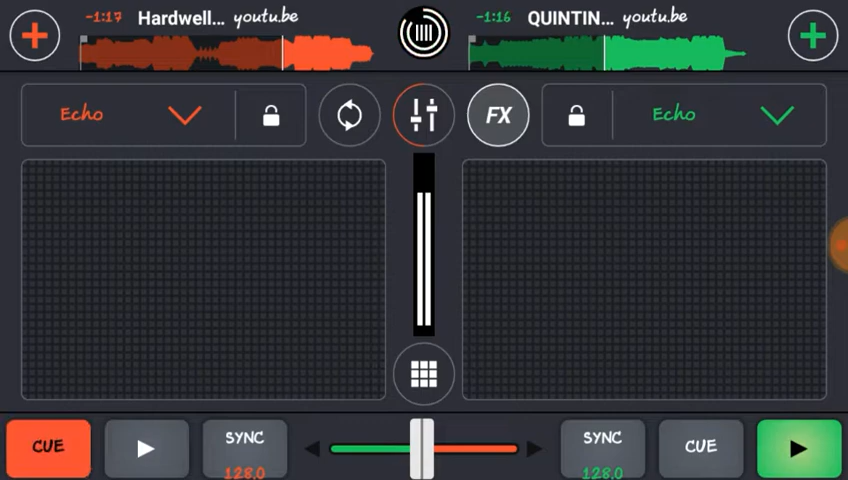 -1:17 Hardwell... youtu.be
-1:16 QUINTIN... youtu.be
Echo
FX
Echo
CUE
SYNC
128.0
SYNC
128.0
CUE